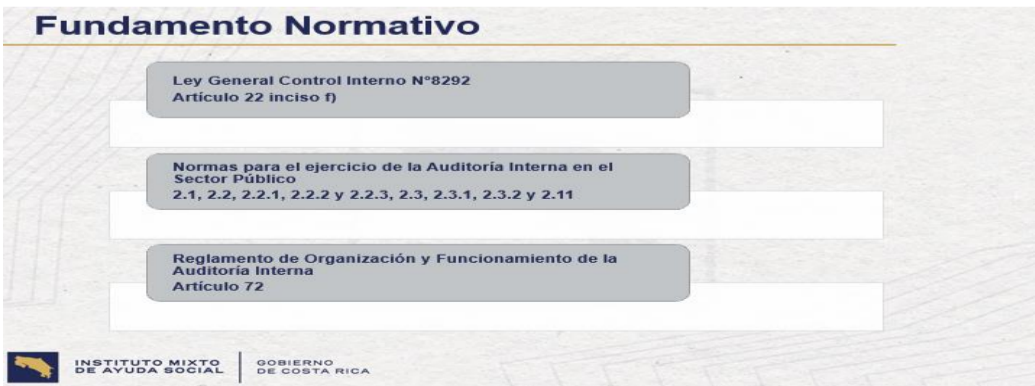 Fundamento Normativo
Ley General Control Interno N°8292
Artículo 22 inciso f)
Normas para el ejercicio de la Auditoría Interna en el
Sector Público
2.1, 2.2, 2.2.1, 2.2.2 y 2.2.3, 2.3, 2.3.1, 2.3.2 y 2.11
Reglamento de Organización y Funcionamiento de la
Auditoría Interna
Artículo 72
INSTITUTO MIXTO
DE AYUDA SOCIAL
GOBIERNO
DE COSTA RICA